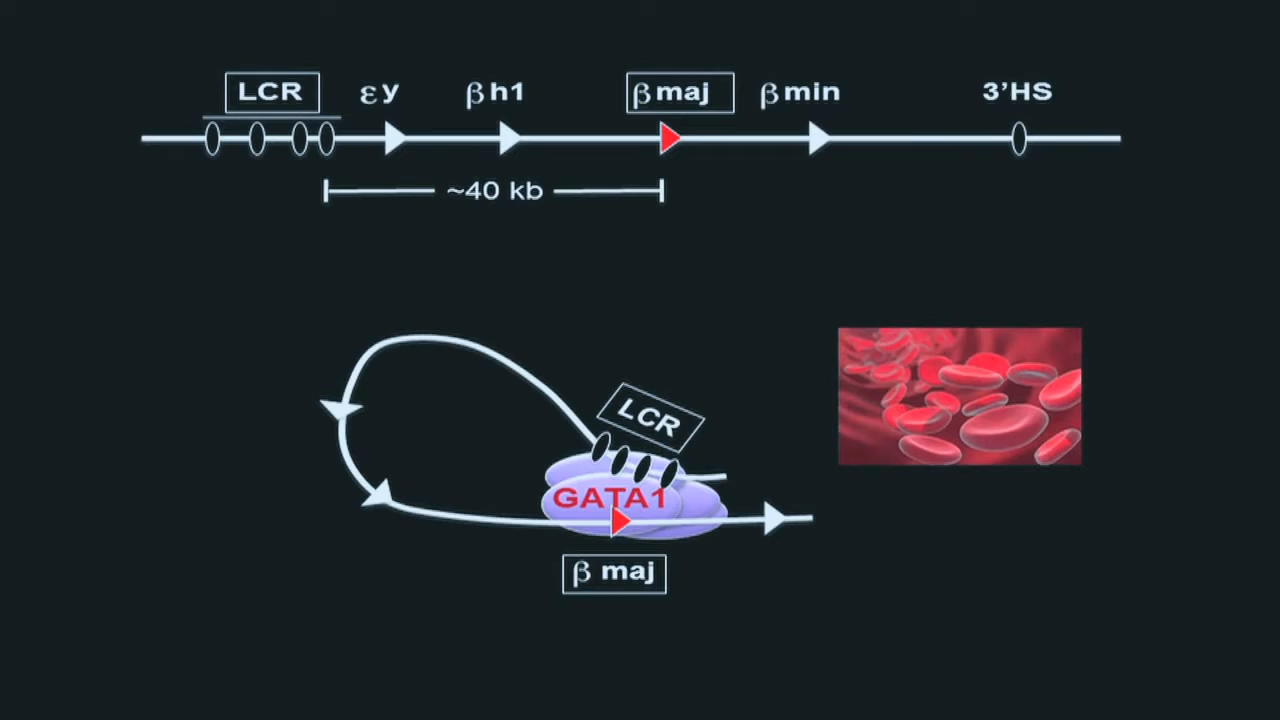 LCR εy βh1 βmaj βmin 3’HS
~40 kb
LCR
GATA1
β maj